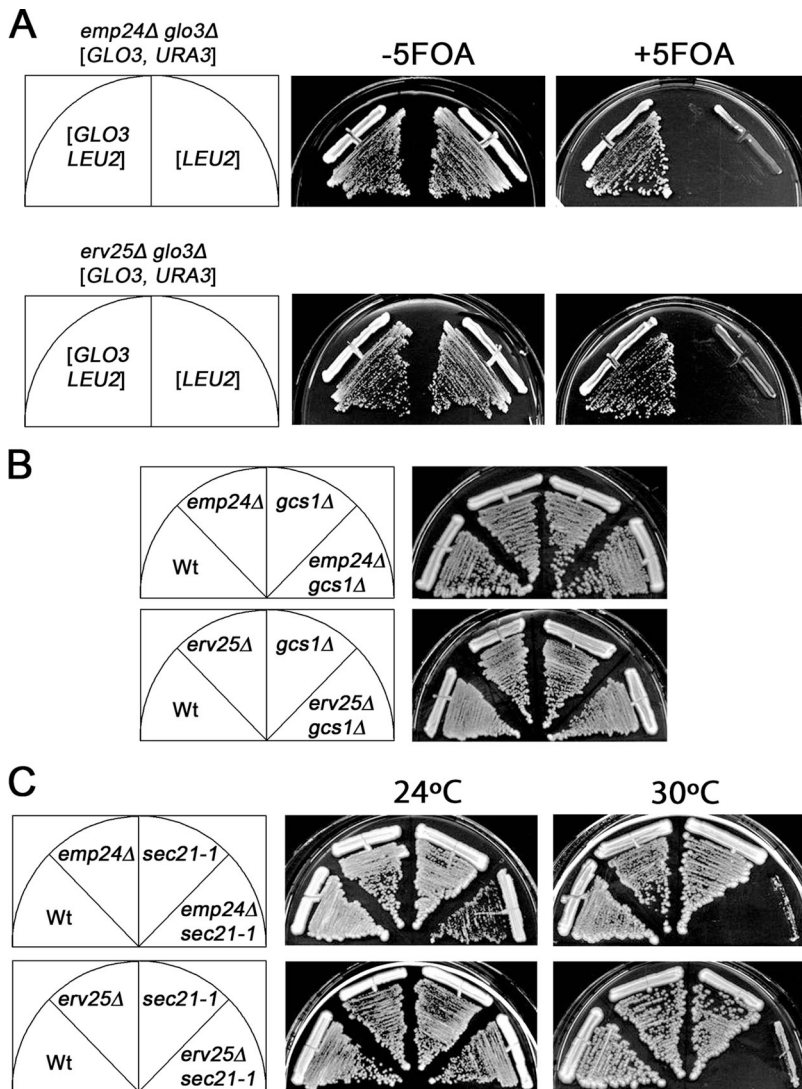 A
emp24Δ glo3Δ
[GLO3, URA3]
-5FOA
+5FOA
[GLO3
LEU2]
[LEU2]
erv25Δ glo3Δ
[GLO3, URA3]
[GLO3
LEU2]
[LEU2]
B
emp24Δ
gcs1Δ
Wt
emp24Δ
gcs1Δ
erv25Δ
gcs1Δ
Wt
erv25Δ
gcs1Δ
C
24ºC
30ºC
emp24Δ
sec21-1
Wt
emp24Δ
sec21-1
erv25Δ
sec21-1
Wt
erv25Δ
sec21-1